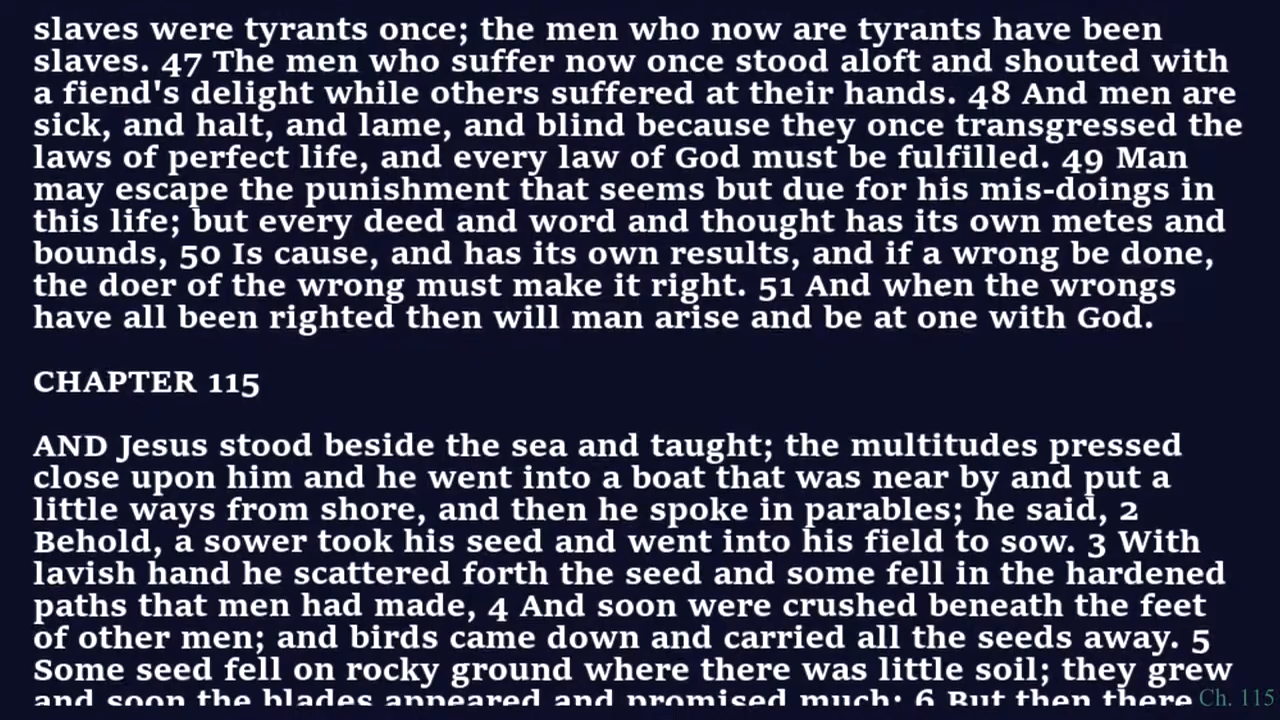 slaves were tyrants once; the men who now are tyrants have been
slaves. 47 The men who suffer now once stood aloft and shouted with
a fiend's delight while others suffered at their hands. 48 And men are
sick, and halt, and lame, and blind because they once transgressed the
laws of perfect life, and every law of God must be fulfilled. 49 Man
may escape the punishment that seems but due for his mis-doings in
this life; but every deed and word and thought has its own metes and
bounds, 50 Is cause, and has its own results, and if a wrong be done,
the doer of the wrong must make it right. 51 And when the wrongs
have all been righted then will man arise and be at one with God.
CHAPTER 115
AND Jesus stood beside the sea and taught; the multitudes pressed
close upon him and he went into a boat that was near by and put a
little ways from shore, and then he spoke in parables; he said, 2
Behold, a sower took his seed and went into his field to sow. 3 With
lavish hand he scattered forth the seed and some fell in the hardened
paths that men had made, 4 And soon were crushed beneath the feet
of other men; and birds came down and carried all the seeds away. 5
Some seed fell on rocky ground where there was little soil; they grew
and soon the blades appeared and promised much; 6 But then there
Ch. 115